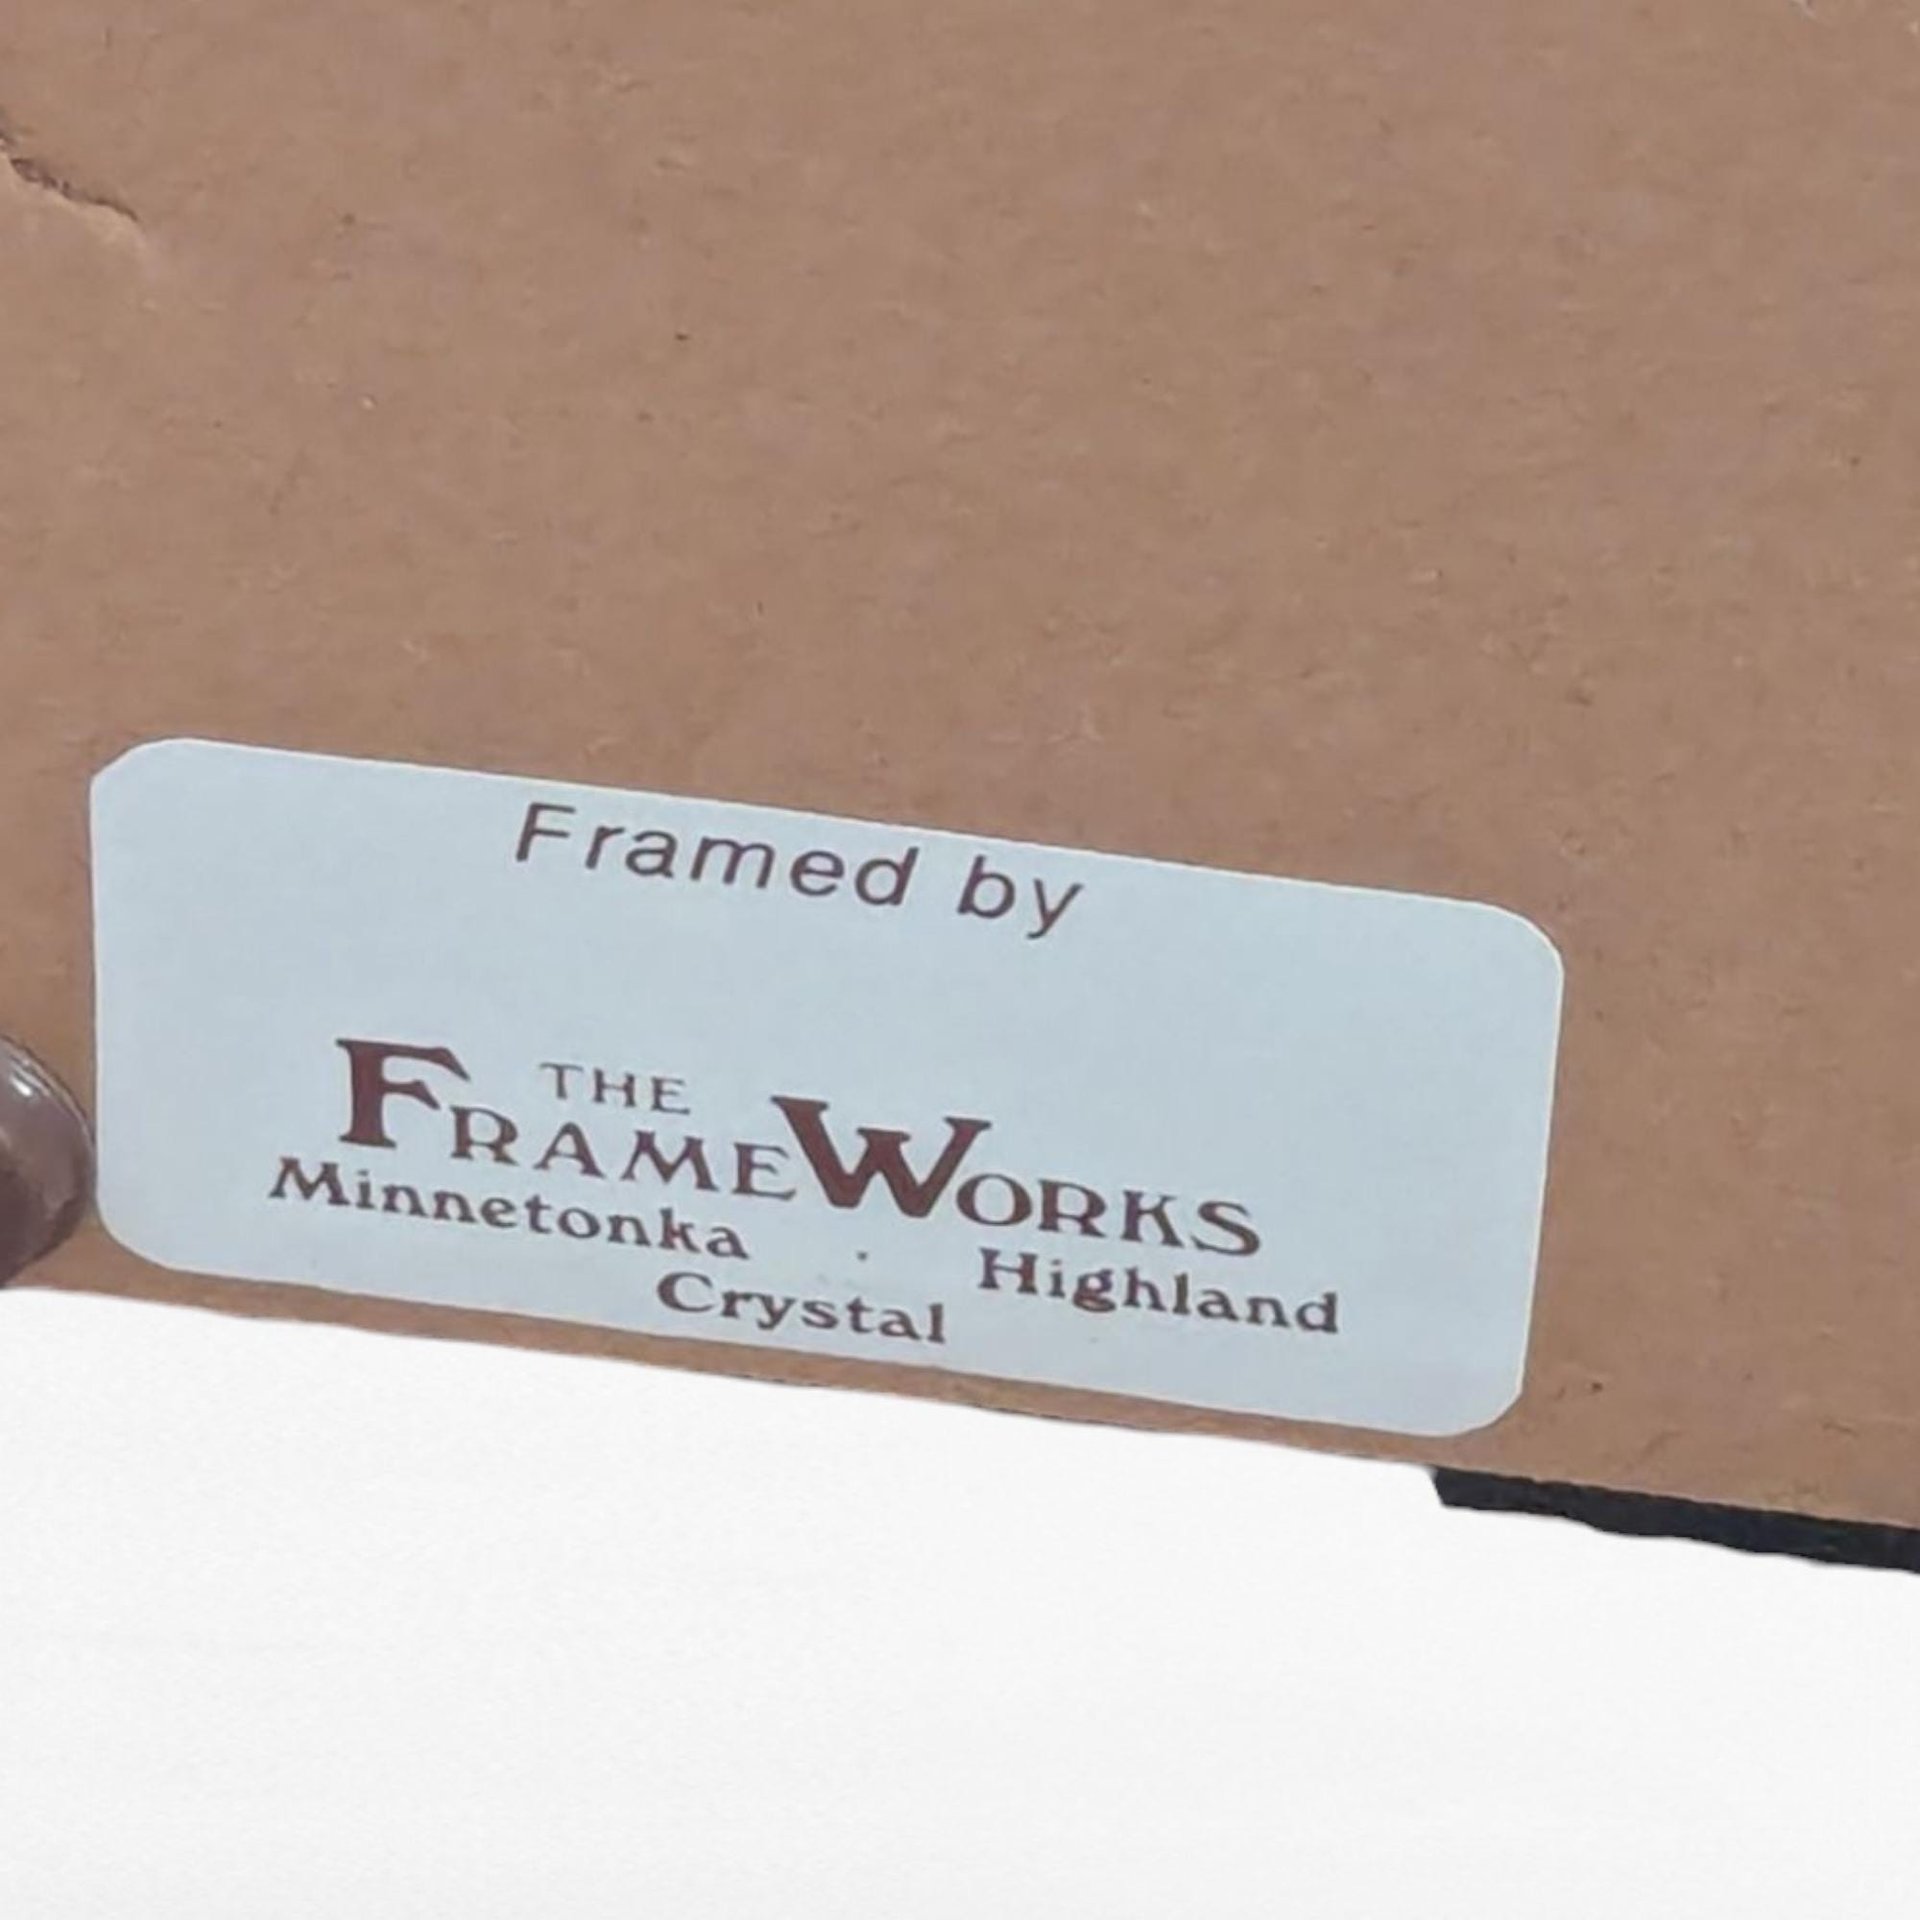 Framed by
THE
FRAMEWORKS
Minnetonka · Highland
Crystal